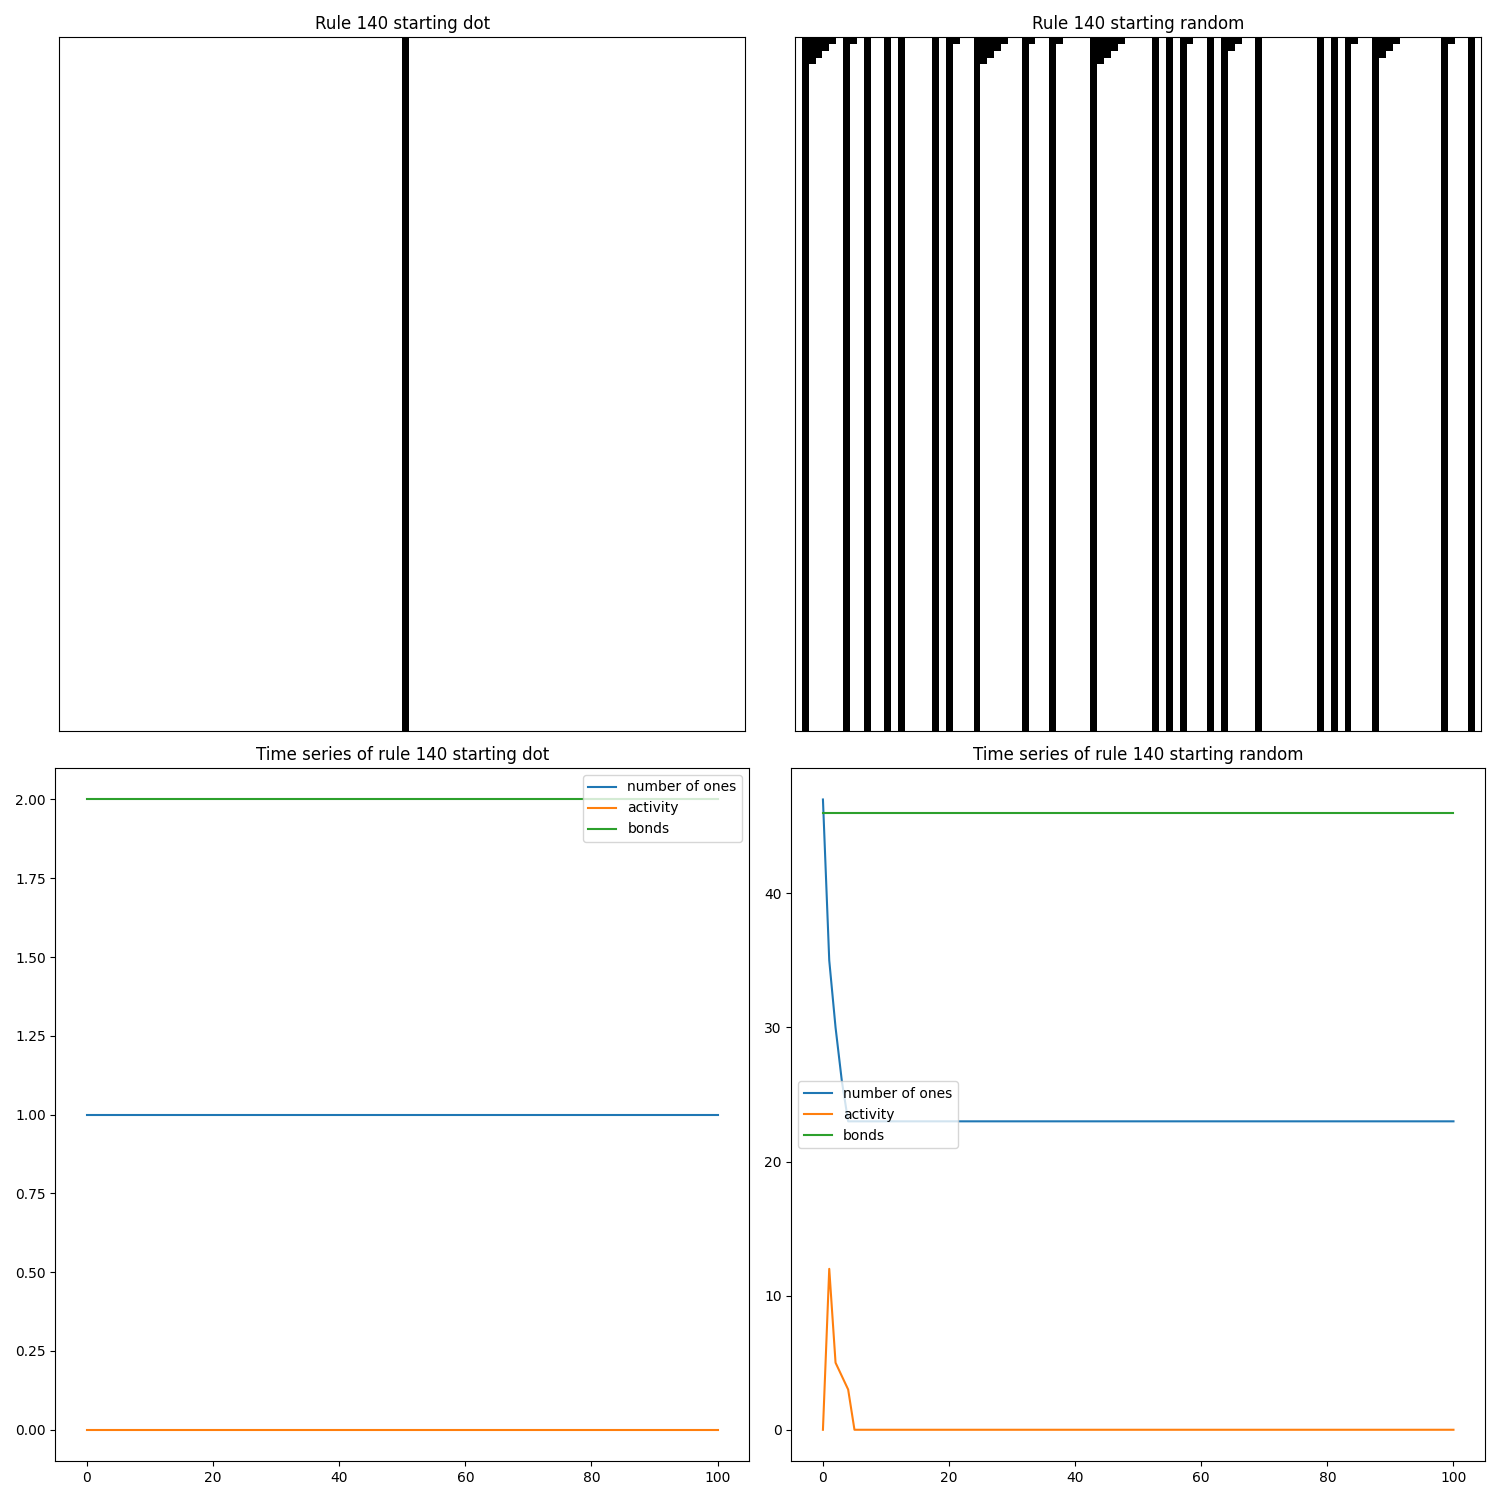 Rule 140 starting dot
Rule 140 starting random
Time series of rule 140 starting dot
2.00
1.75
1.50
1.25
1.00
0.75
0.50
0.25
0.00
0 20 40 60 80 100
number of ones
activity
bonds
Time series of rule 140 starting random
40
30
20
10
0
0 20 40 60 80 100
number of ones
activity
bonds